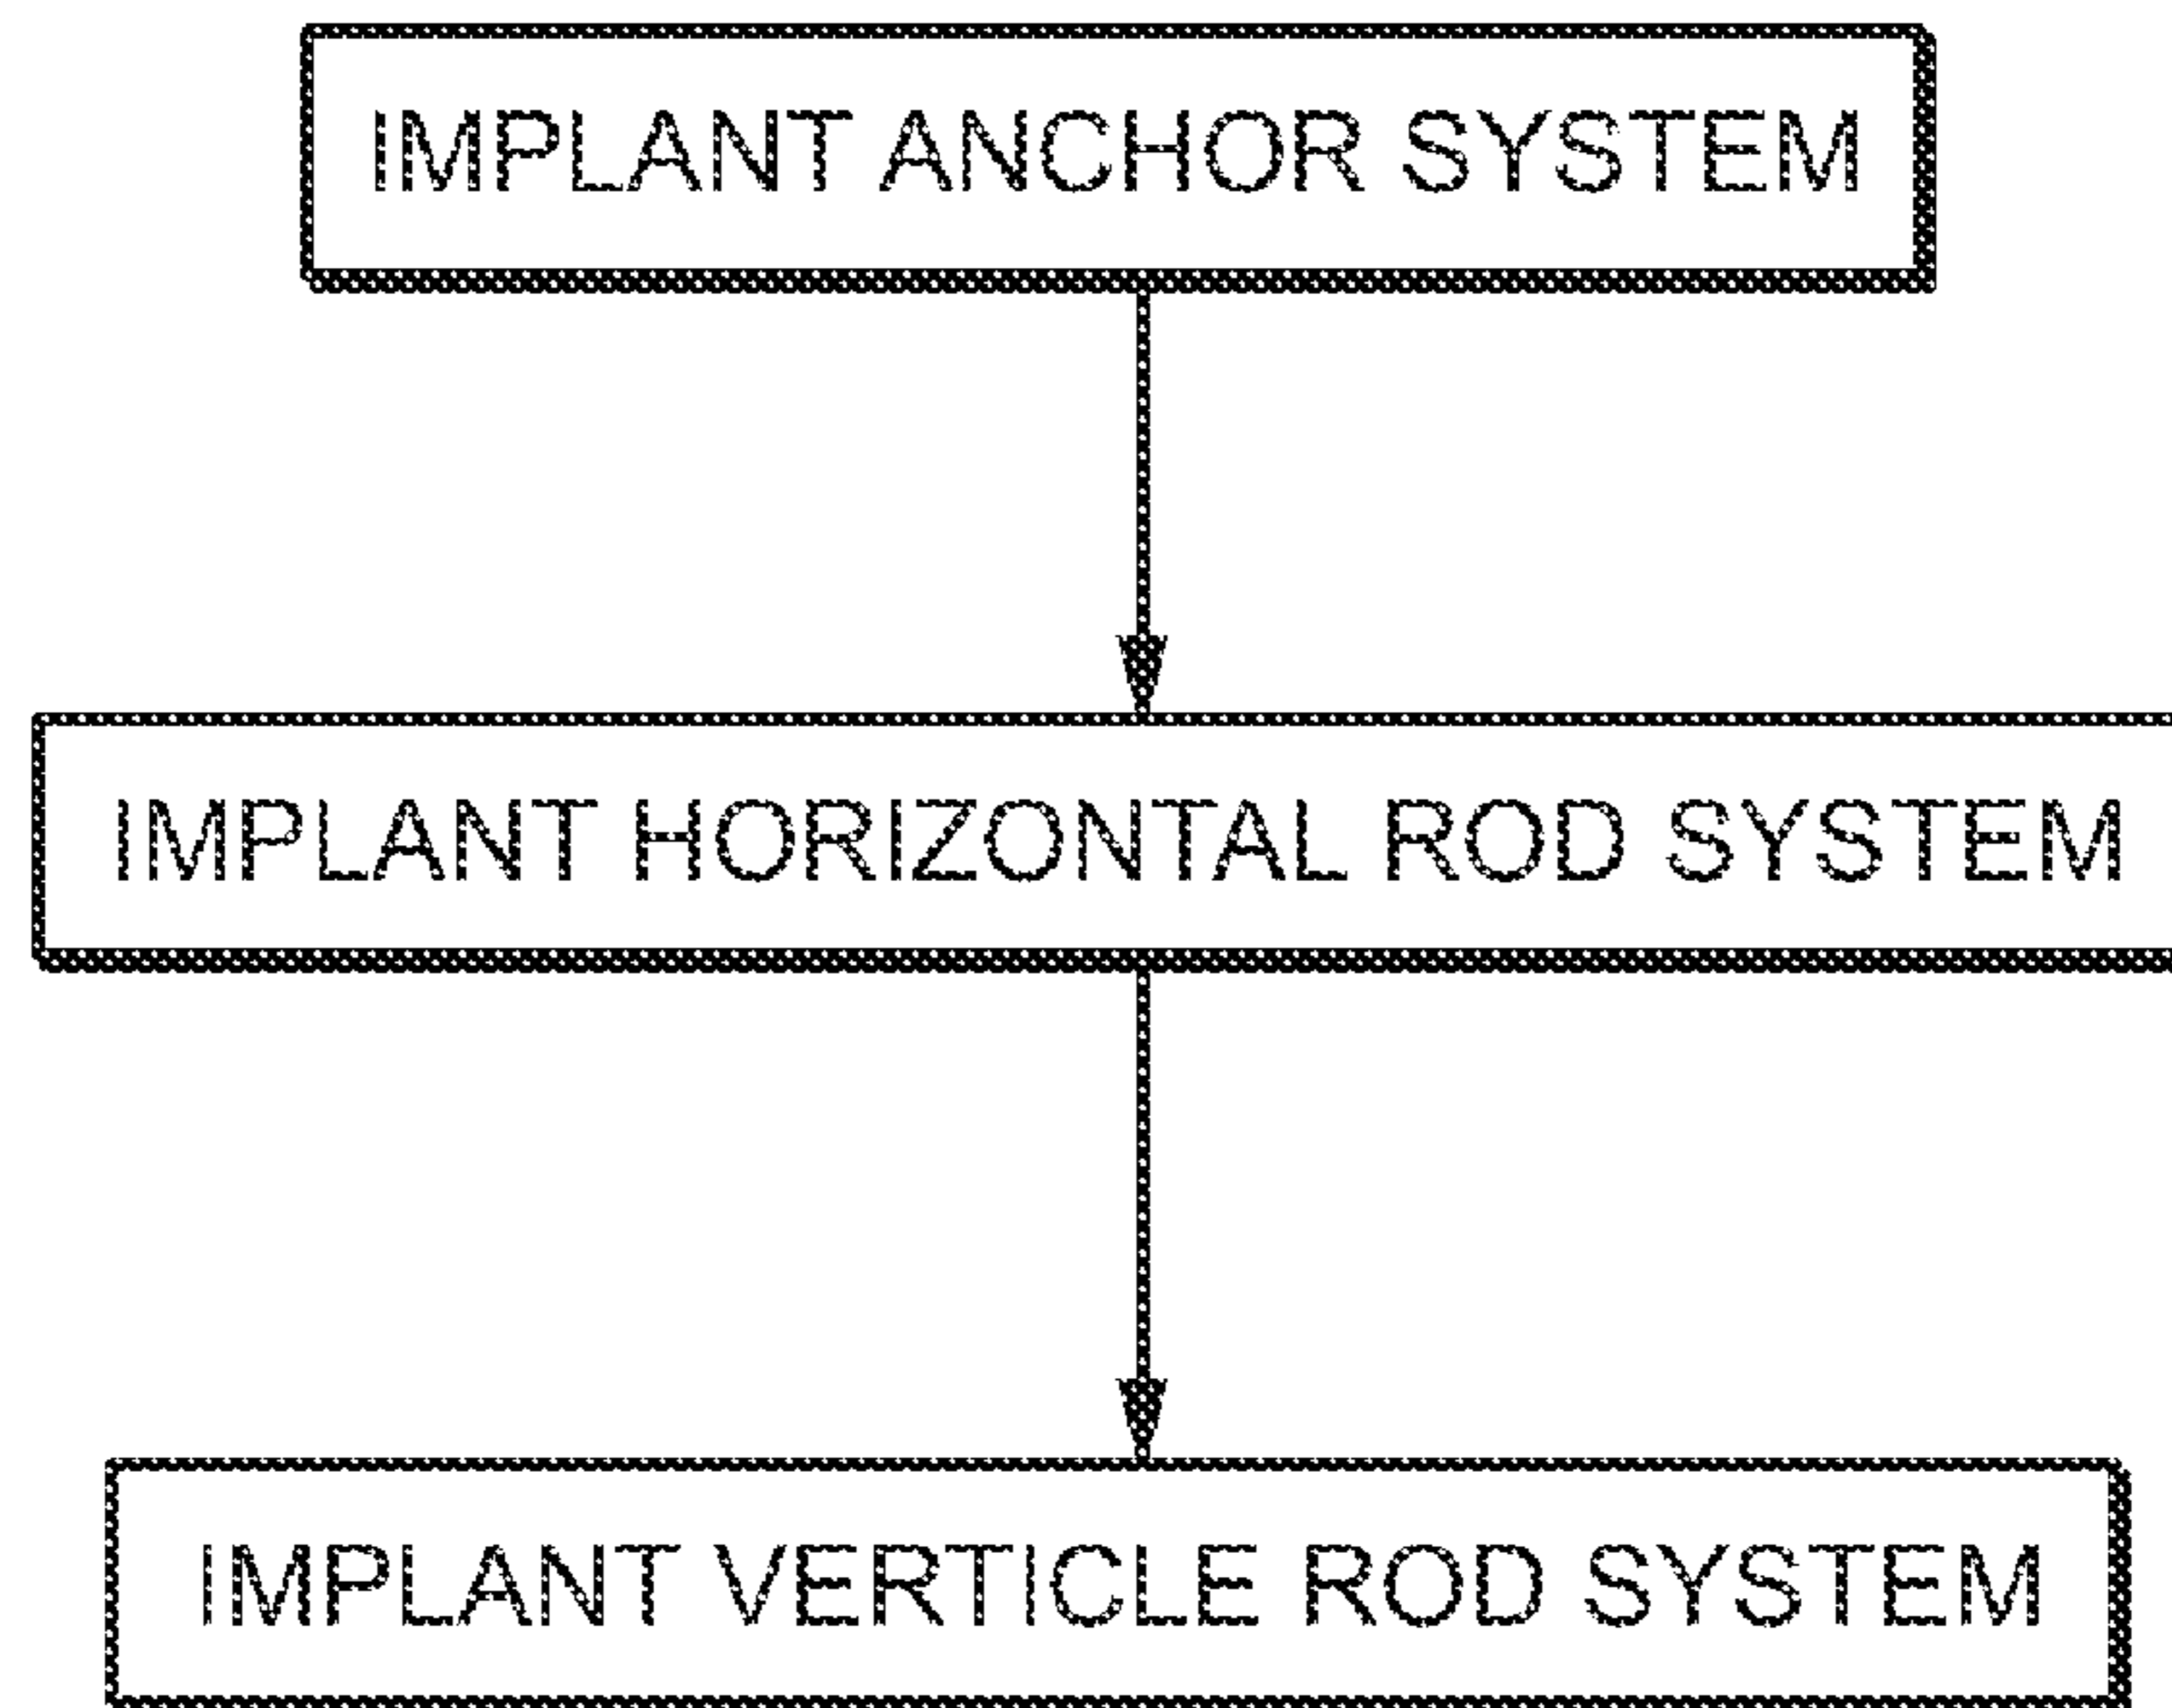 IMPLANT ANCHOR SYSTEM
IMPLANT HORIZONTAL ROD SYSTEM
IMPLANT VERTICLE ROD SYSTEM